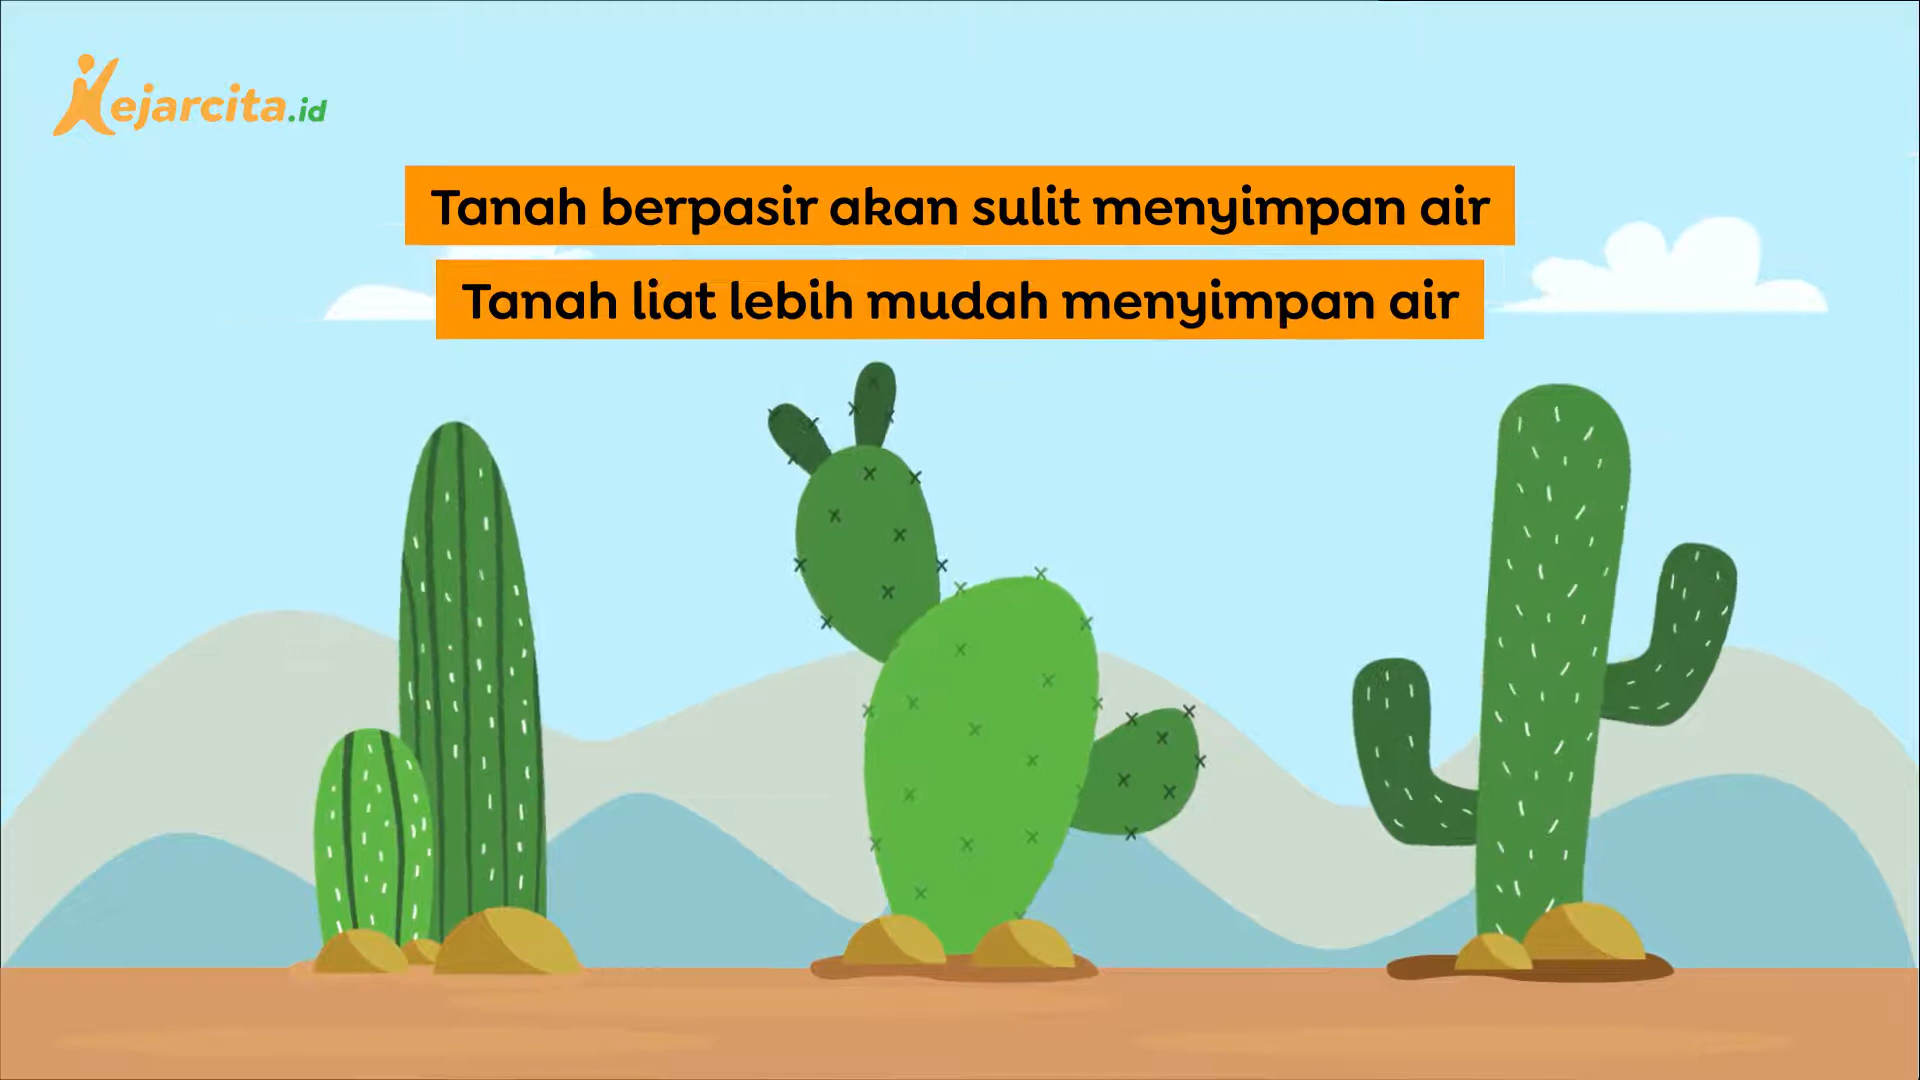 Kejarcita.id
Tanah berpasir akan sulit menyimpan air
Tanah liat lebih mudah menyimpan air